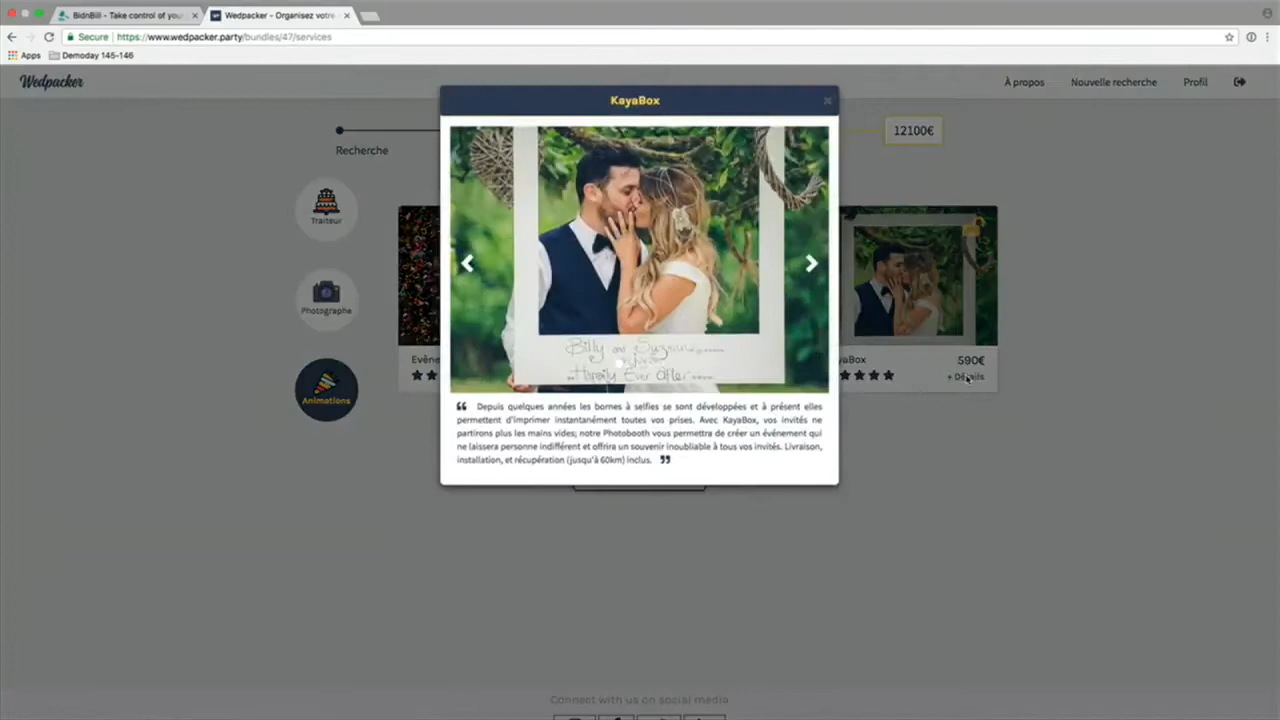 BidnBill - Take control of you
Wedpacker - Organisez votre
Secure
https://www.wedpacker.party/bundles/47/services
Apps
Demoday 145-146
Wedpacker
À propos
Nouvelle recherche
Profil
KayaBox
12100€
Recherche
Traiteur
Photographe
Animations
Billy and
Happily Ever After
Evène
yaBox
590€
+ Détails
❝ Depuis quelques années les bornes à selfies se sont développées et à présent elles
permettent d'imprimer instantanément toutes vos prises. Avec KayaBox, vos invités ne
partirons plus les mains vides; notre Photobooth vous permettra de créer un événement qui
ne laissera personne indifférent et offrira un souvenir inoubliable à tous vos invités. Livraison,
installation, et récupération (jusqu'à 60km) inclus. ❞
Connect with us on social media